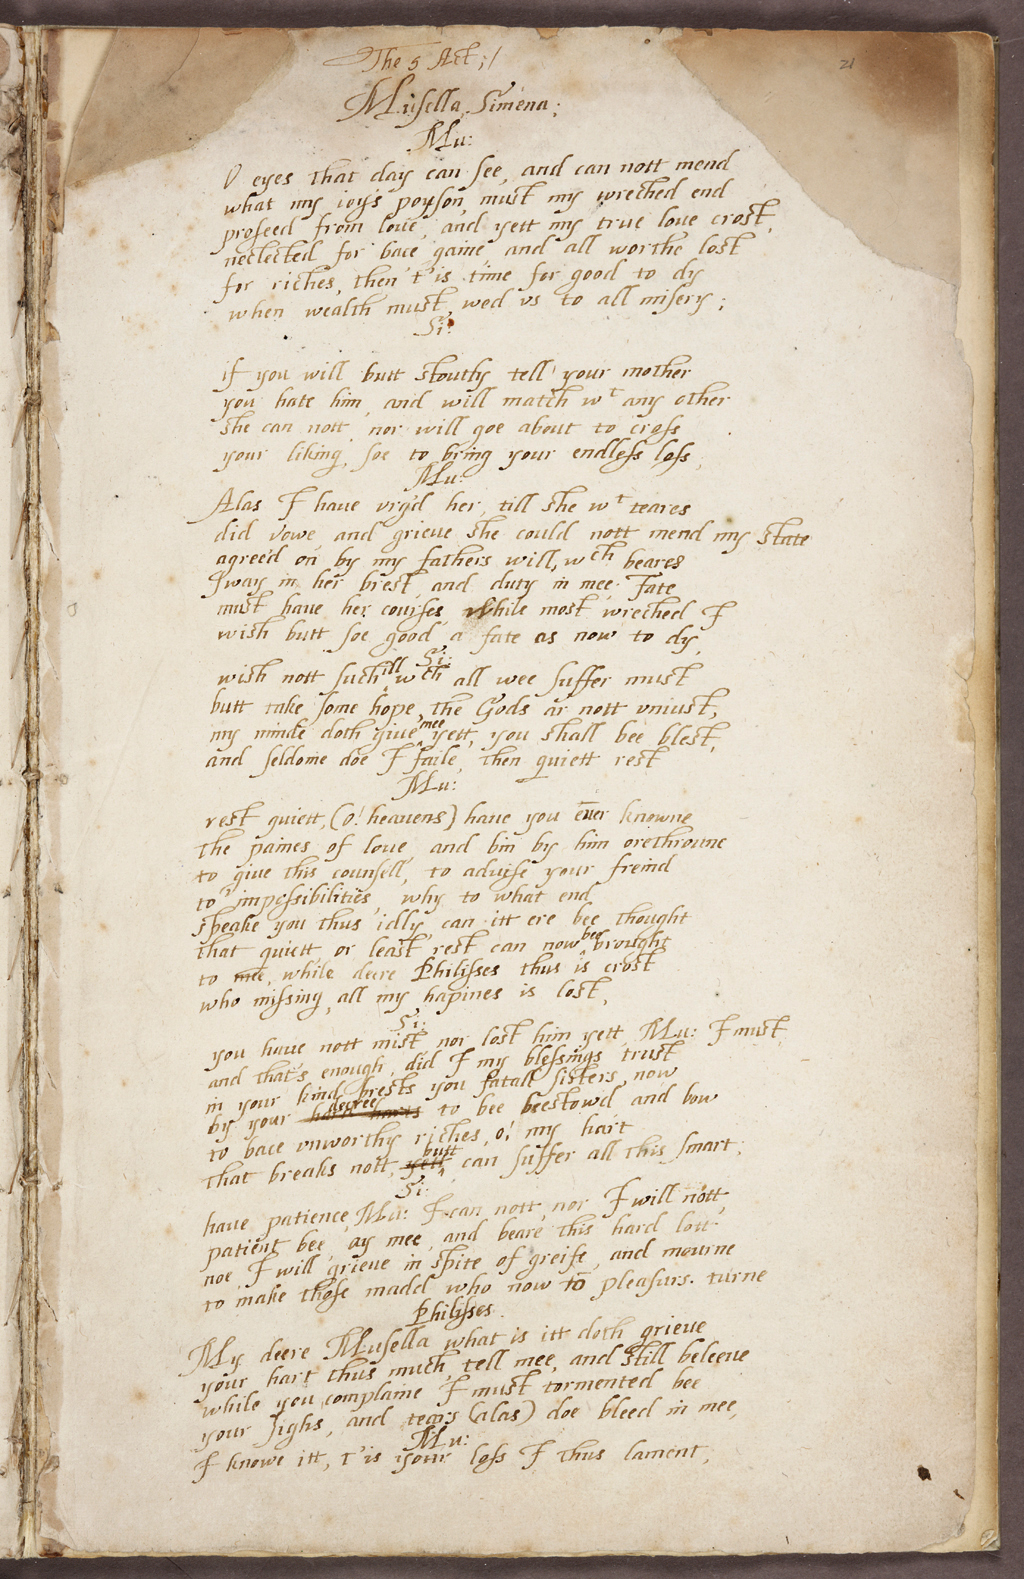 21
The 5 Act;/
Musella, Simena;
Mu:
O eyes that day can see, and can nott mend
what my ioy's poyson, must my wreched end
proseed from loue, and yett my true loue crost,
neclected for bace gaine, and all worthe lost
for riches, then 't is time for good to dy
when wealth must wed vs to all misery;
Si:
if you will butt stoutly tell your mother
you hate him, and will match wt any other
she can nott, nor will goe about to cross
your liking, soe to bring your endless loss,
Mu:
Alas I haue vrg'd her, till she wt teares
did vowe, and grieue she could nott mend my state
agreed on by my fathers will, wch beares
sway in her brest, and duty in mee; Fate
must haue her courses, while most wreched I
wish butt soe good a fate as now to dy,
Si:
wish nott such ill wch all wee suffer must
butt take some hope, the Gods ar nott vniust,
my minde doth giue mee yett, you shall bee blest,
and seldome doe I faile, then quiett rest
Mu:
rest quiett, (O! heauens) haue you euer knowne
the paines of loue, and bin by him orethrowne
to giue this counsell, to aduise your freind
to impossibilities, why to what end
speake you thus idly, can itt ere bee thought
that quiett, or least rest can now bee brought
to mee, while deere Philisses thus is crost
who missing, all my hapines is lost,
Si:
you haue nott mist, nor lost him yett, Mu: I must,
and that's enough, did I my blessings trust
in your kind brests you fatall sisters, now
by your hard harts decree to bee beestow'd and bow
to bace vnworthy riches, o! my hart
that breaks nott, yett butt can suffer all this smart;
Si:
haue patience, Mu: I can nott, nor I will nott,
patient bee, ay mee, and beare this hard lott
noe I will grieue in spite of greife, and mourne
to make those madd who now to pleasurs turne
Philisses
My deere Musella what is itt doth grieue
your hart thus much, tell mee, and still beleeue
while you complaine I must tormented bee
your sighs, and tears (alas) doe bleed in mee,
Mu:
I knowe itt, t'is your loss I thus lament,